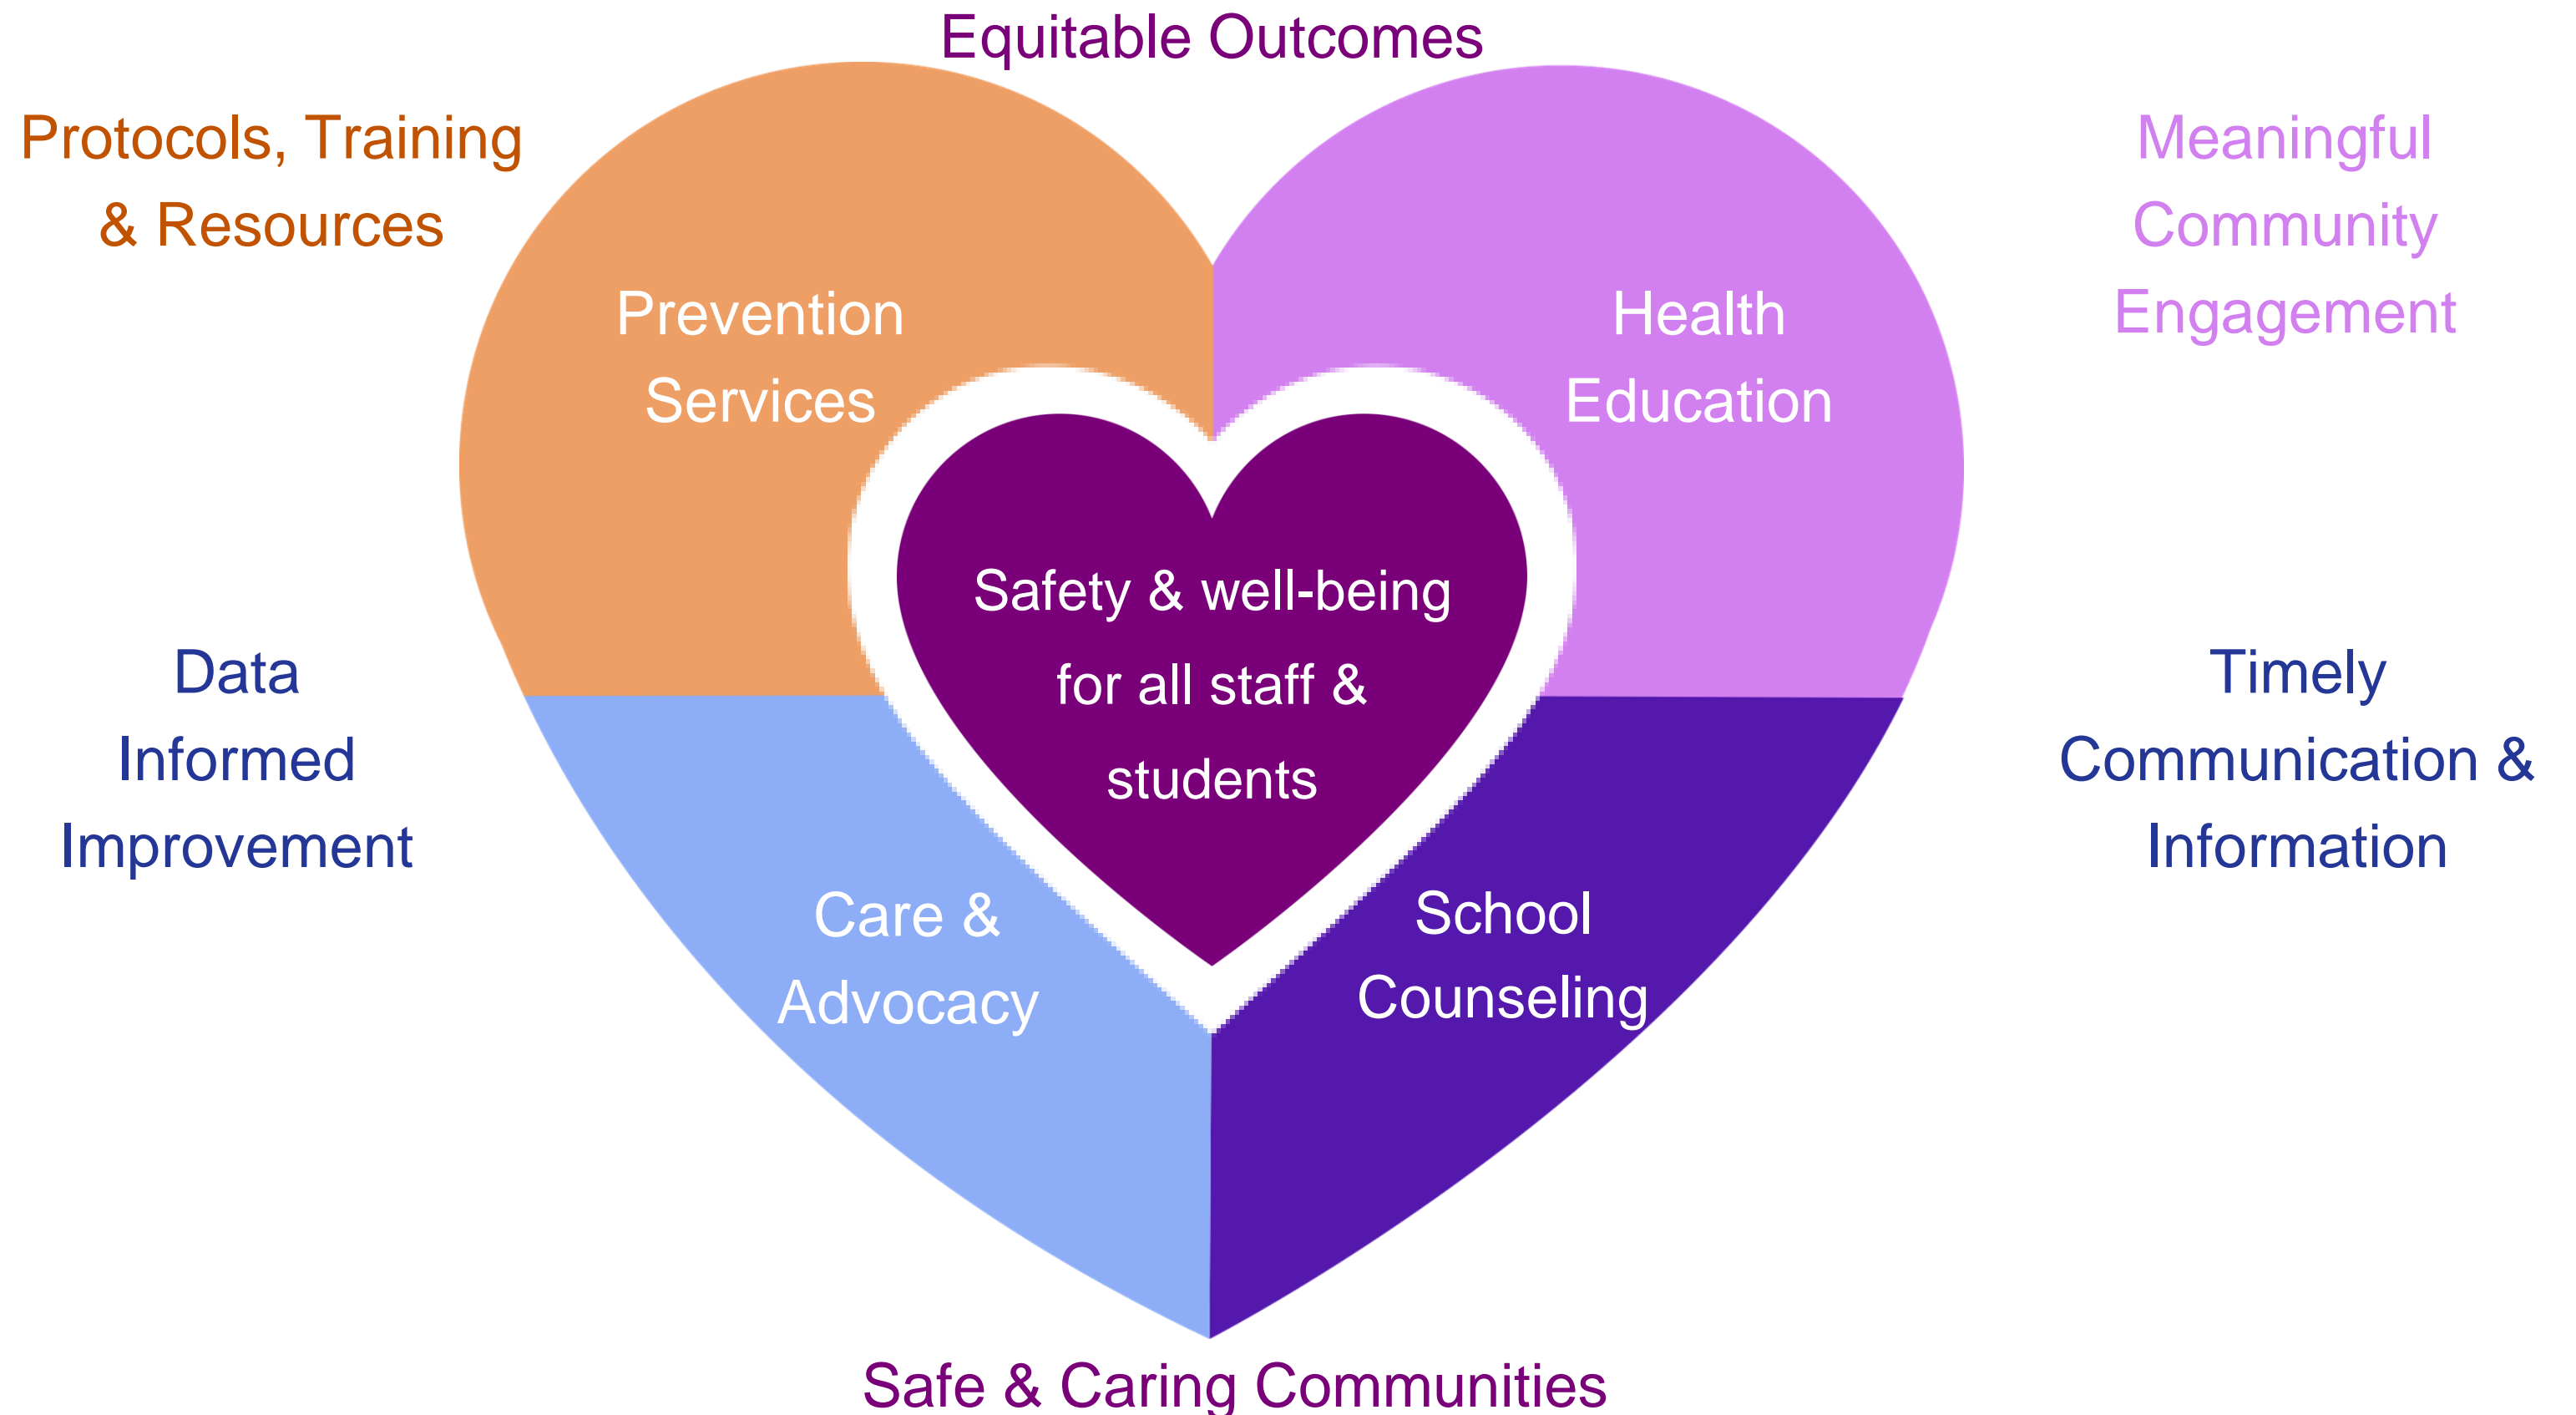 Equitable Outcomes
Protocols, Training
& Resources
Meaningful
Community
Engagement
Prevention
Services
Health
Education
Safety & well-being
for all staff &
students
Data
Informed
Improvement
Timely
Communication &
Information
Care &
Advocacy
School
Counseling
Safe & Caring Communities